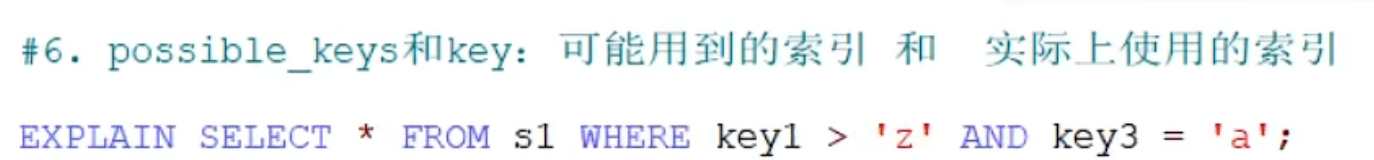 #6. possible_keys和key：可能用到的索引 和  实际上使用的索引
EXPLAIN SELECT * FROM s1 WHERE key1 > 'z' AND key3 = 'a';